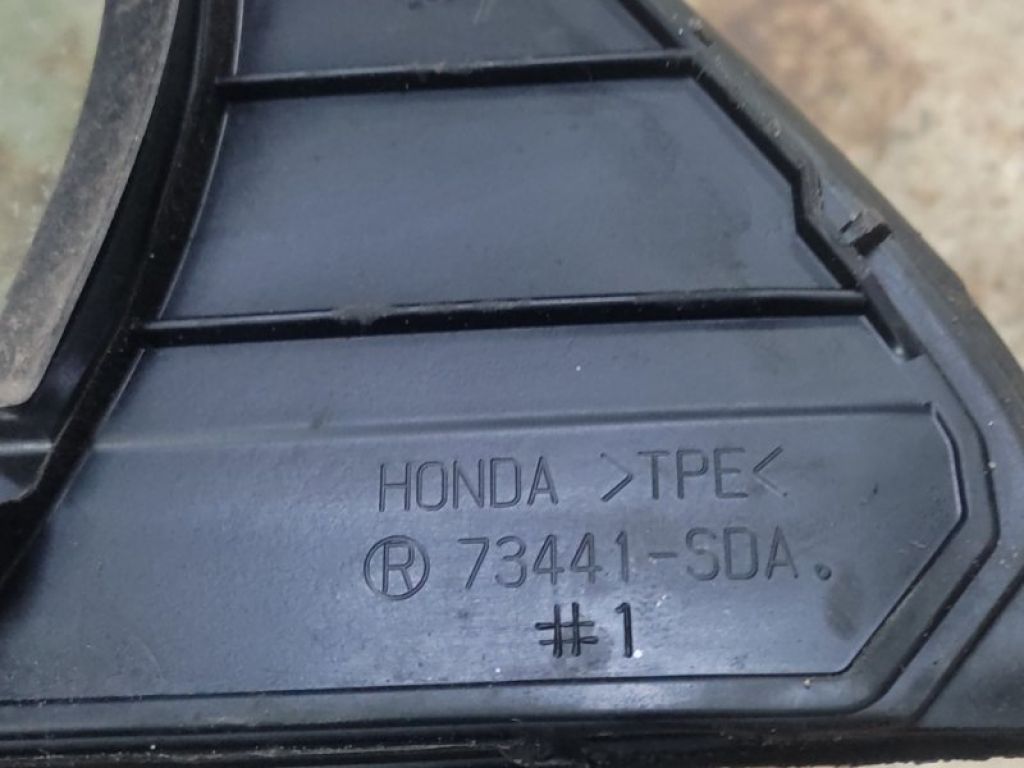 HONDA >TPE<
Ⓡ 73441-SDA.
#1